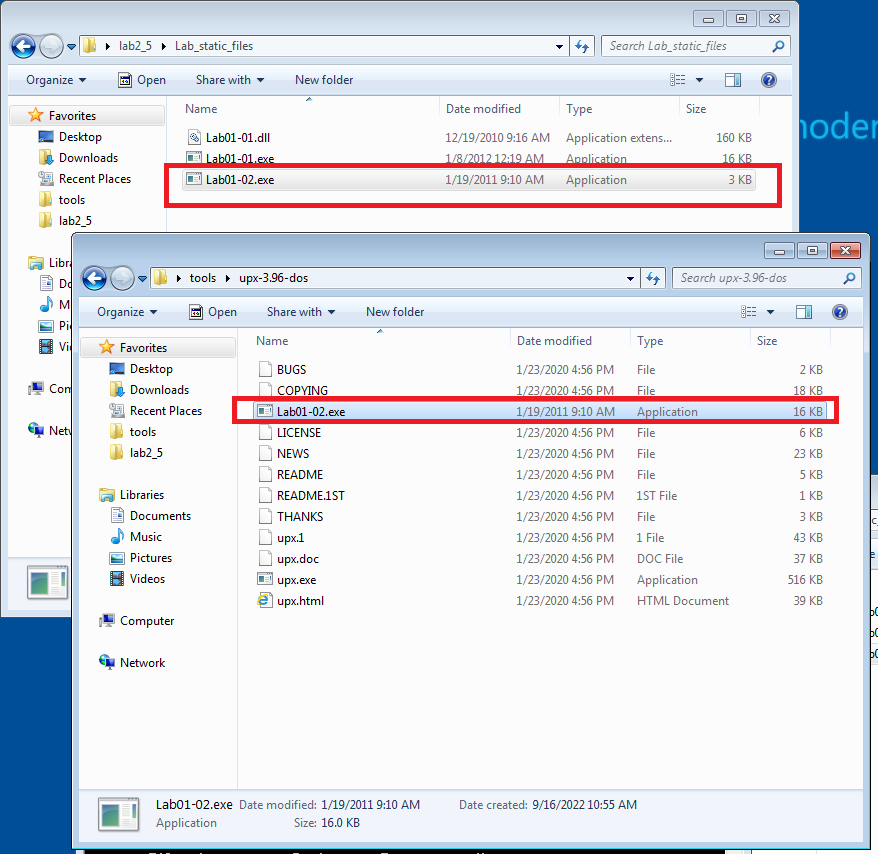 lab2_5 Lab_static_files Search Lab_static_files
Organize Open Share with New folder
Name Date modified Type Size
Favorites
Desktop
Downloads
Recent Places
tools
lab2_5
Lab01-01.dll 12/19/2010 9:16 AM Application extens... 160 KB
Lab01-01.exe 1/8/2012 12:19 AM Application 16 KB
Lab01-02.exe 1/19/2011 9:10 AM Application 3 KB
noder
Libra
Do
M
Pi
Vi
Com
Netw
tools upx-3.96-dos Search upx-3.96-dos
Organize Open Share with New folder
Name Date modified Type Size
Favorites
Desktop
Downloads
Recent Places
tools
lab2_5
Libraries
Documents
Music
Pictures
Videos
Computer
Network
BUGS 1/23/2020 4:56 PM File 2 KB
COPYING 1/23/2020 4:56 PM File 18 KB
Lab01-02.exe 1/19/2011 9:10 AM Application 16 KB
LICENSE 1/23/2020 4:56 PM File 6 KB
NEWS 1/23/2020 4:56 PM File 23 KB
README 1/23/2020 4:56 PM File 5 KB
README.1ST 1/23/2020 4:56 PM 1ST File 1 KB
THANKS 1/23/2020 4:56 PM File 3 KB
upx.1 1/23/2020 4:56 PM 1 File 43 KB
upx.doc 1/23/2020 4:56 PM DOC File 37 KB
upx.exe 1/23/2020 4:56 PM Application 516 KB
upx.html 1/23/2020 4:56 PM HTML Document 39 KB
Lab01-02.exe Date modified: 1/19/2011 9:10 AM Date created: 9/16/2022 10:55 AM
Application Size: 16.0 KB